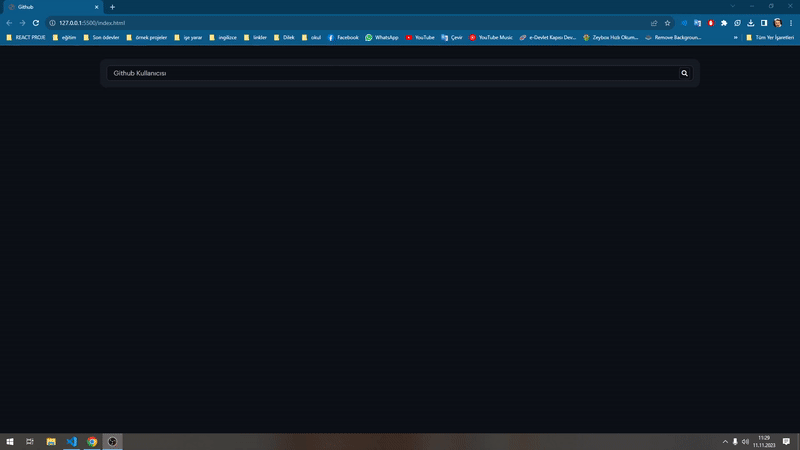 Github
127.0.0.1:5500/index.html
REACT PROJE eğitim Son ödevler örnek projeler işe yarar ingilizce linkler Dilek okul Facebook WhatsApp YouTube Çevir YouTube Music e-Devlet Kapısı Dev... Zeybox Hızlı Okum... Remove Backgroun... » Tüm Yer İşaretleri
Github Kullanıcısı
11:29
11.11.2023